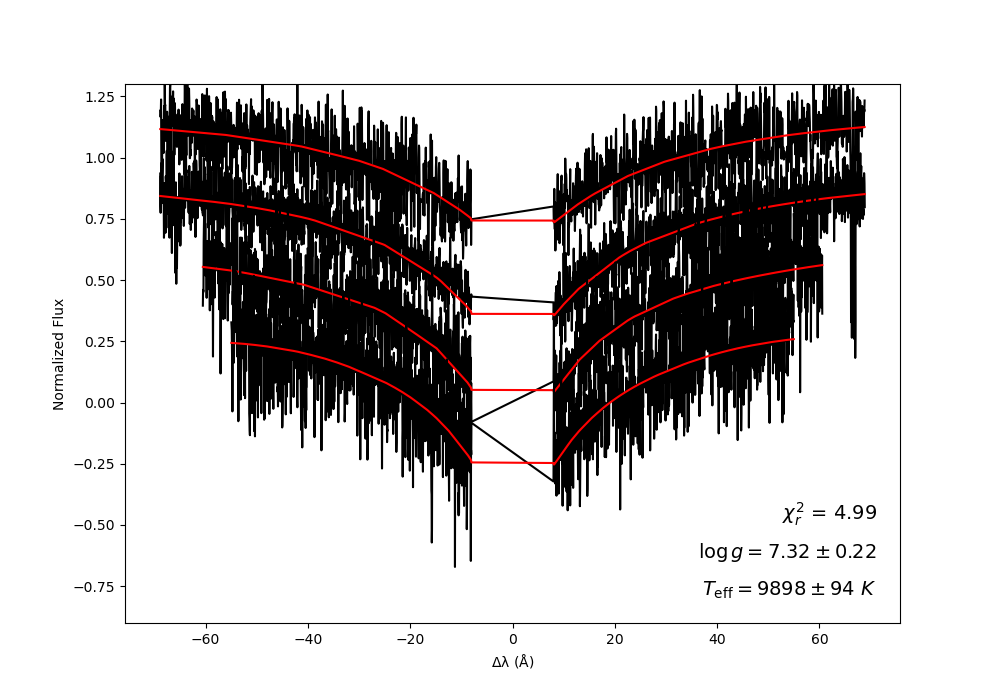 1.25
1.00
0.75
0.50
0.25
0.00
−0.25
−0.50
−0.75
Normalized Flux
χ²ᵣ = 4.99
log g = 7.32 ± 0.22
T_eff = 9898 ± 94 K
−60 −40 −20 0 20 40 60
Δλ (Å)